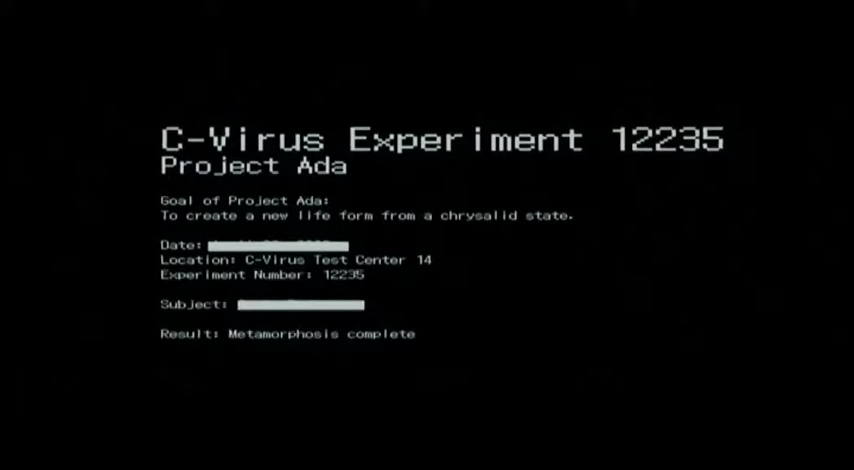 C-Virus Experiment 12235
Project Ada
Goal of Project Ada:
To create a new life form from a chrysalid state.
Date:
Location: C-Virus Test Center 14
Experiment Number: 12235
Subject:
Result: Metamorphosis complete